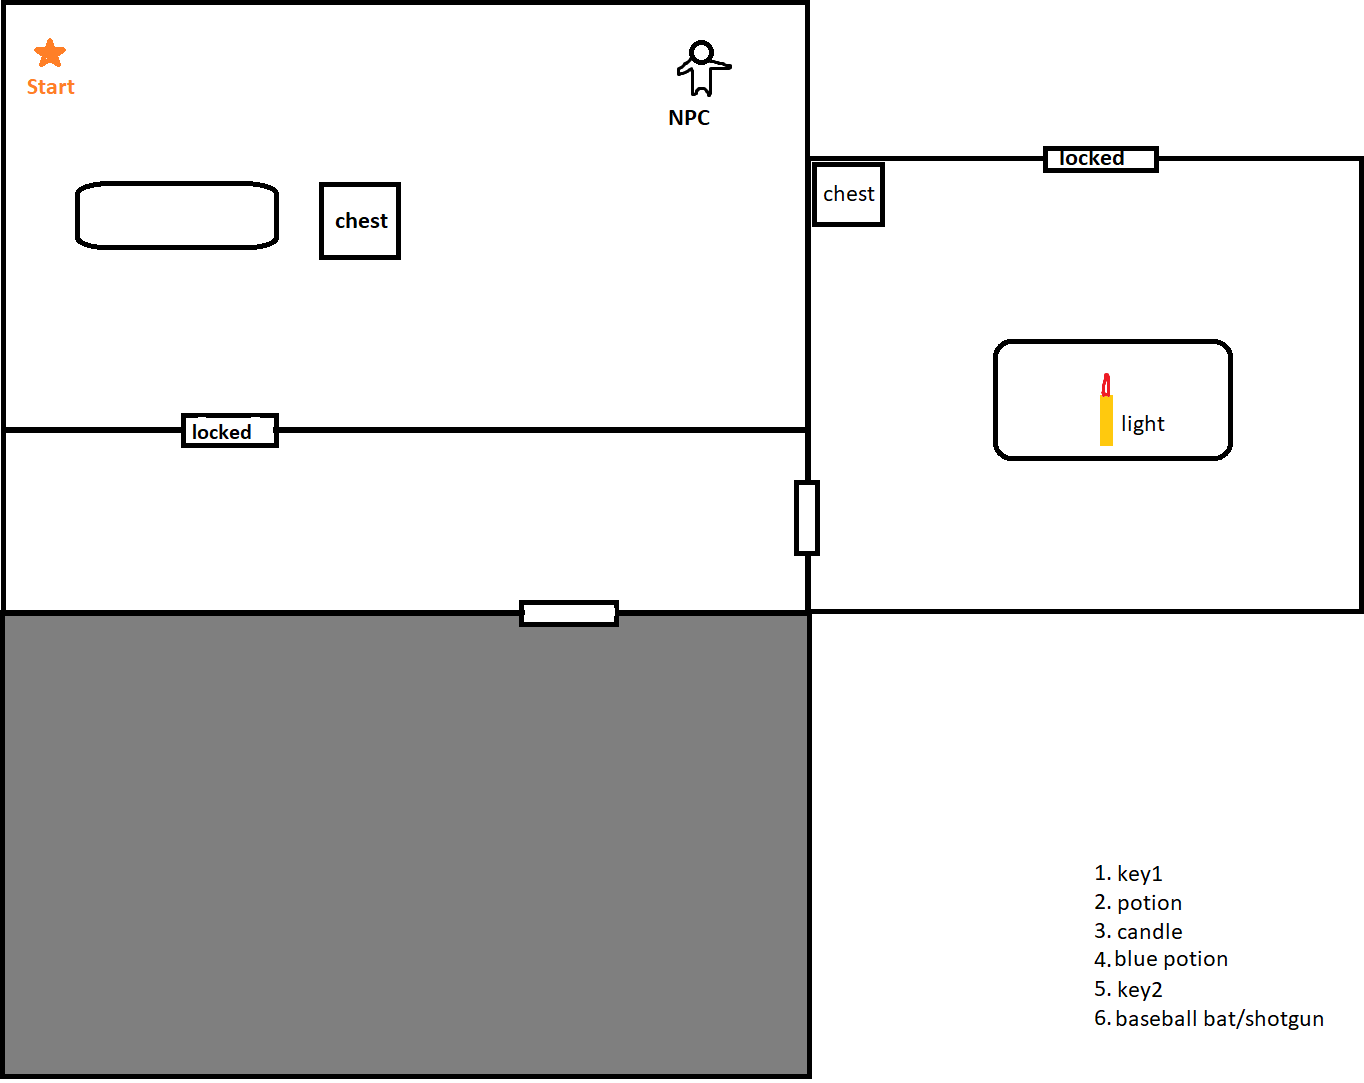 Start
NPC
locked
chest
chest
light
locked
1. key1
2. potion
3. candle
4. blue potion
5. key2
6. baseball bat/shotgun